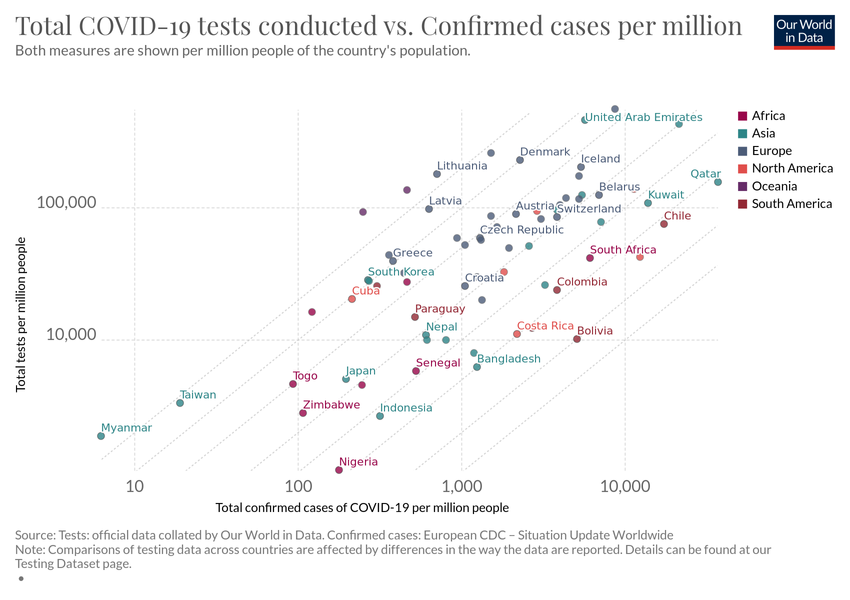 Total COVID-19 tests conducted vs. Confirmed cases per million
Both measures are shown per million people of the country's population.
Our World
in Data
United Arab Emirates
Africa
Asia
Europe
North America
Oceania
South America
Denmark
Iceland
Lithuania
Qatar
Belarus
Kuwait
Latvia
Austria
Switzerland
100,000
Chile
Czech Republic
South Africa
Greece
South Korea
Croatia
Colombia
Cuba
Paraguay
Nepal
Costa Rica
Bolivia
10,000
Bangladesh
Senegal
Togo
Japan
Taiwan
Zimbabwe
Indonesia
Myanmar
Nigeria
Total tests per million people
10
100
1,000
10,000
Total confirmed cases of COVID-19 per million people
Source: Tests: official data collated by Our World in Data. Confirmed cases: European CDC – Situation Update Worldwide
Note: Comparisons of testing data across countries are affected by differences in the way the data are reported. Details can be found at our
Testing Dataset page.